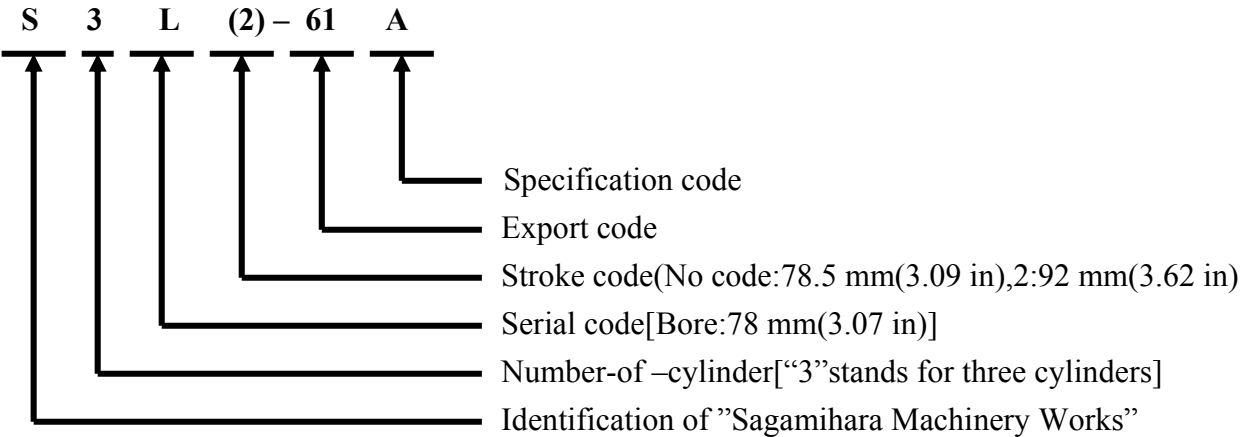 S 3 L (2) – 61 A
Specification code
Export code
Stroke code(No code:78.5 mm(3.09 in),2:92 mm(3.62 in)
Serial code[Bore:78 mm(3.07 in)]
Number-of –cylinder[“3”stands for three cylinders]
Identification of ”Sagamihara Machinery Works”